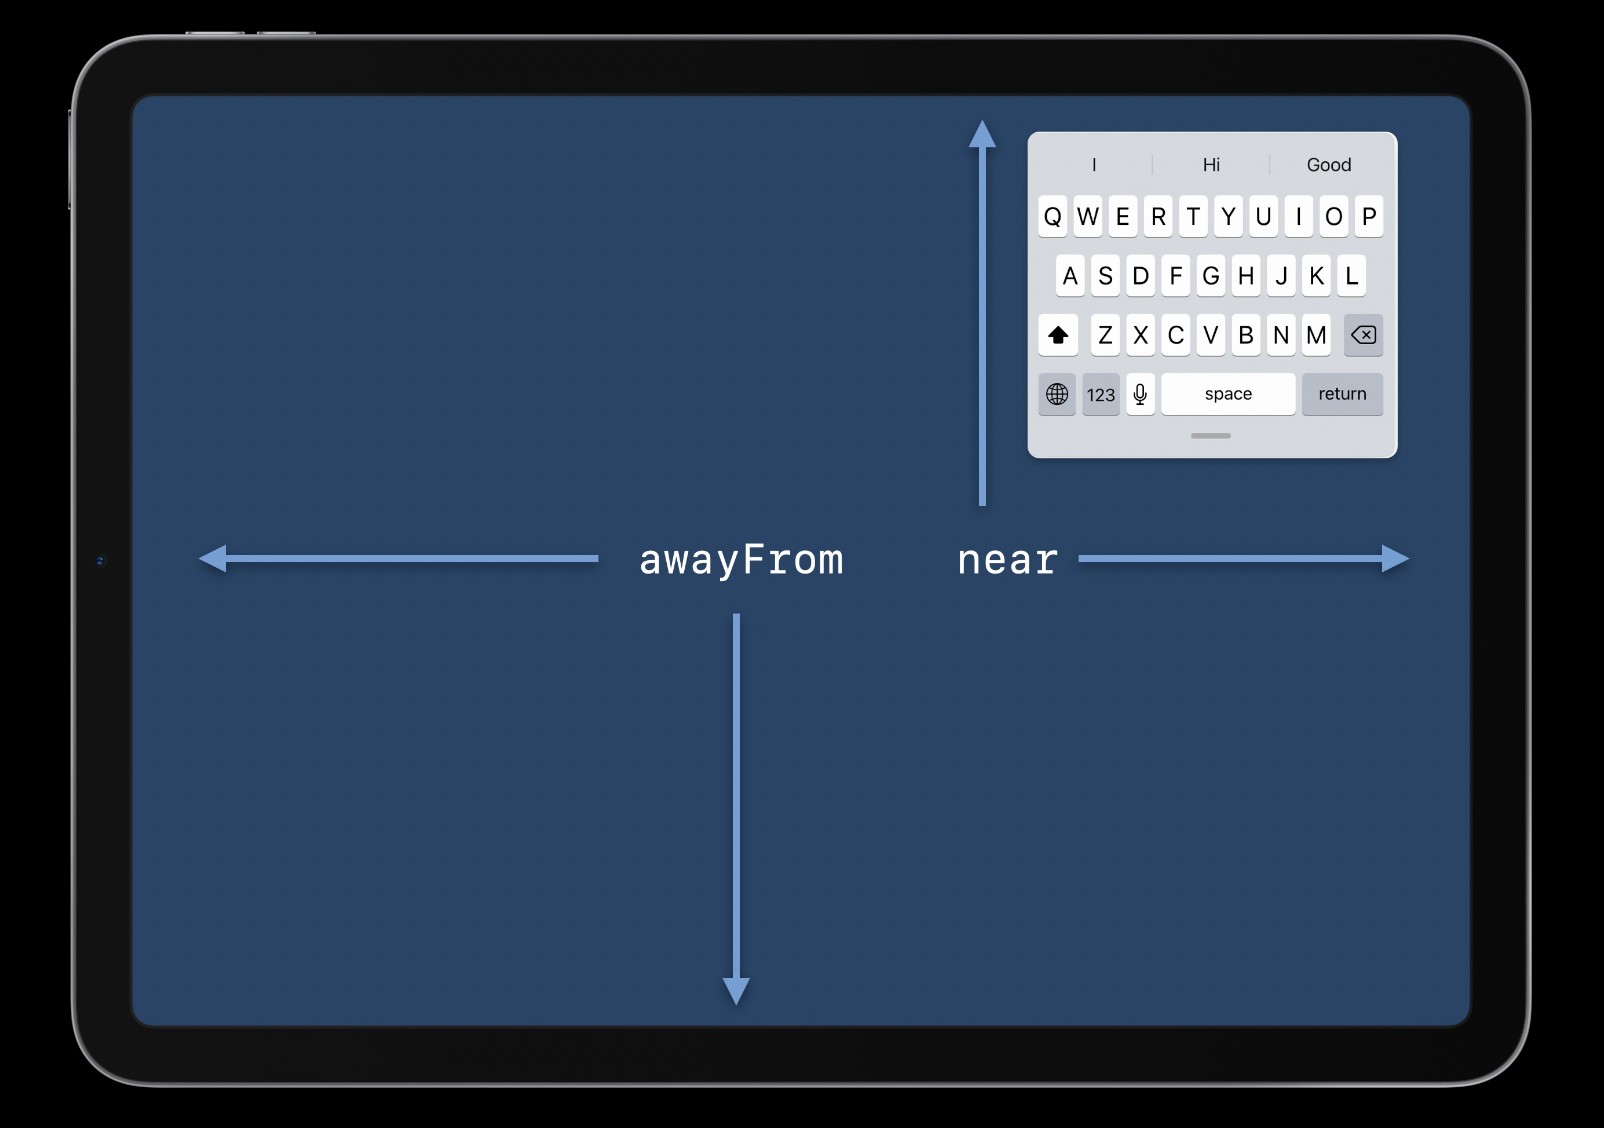 I Hi Good
Q W E R T Y U I O P
A S D F G H J K L
Z X C V B N M
123 space return
awayFrom near